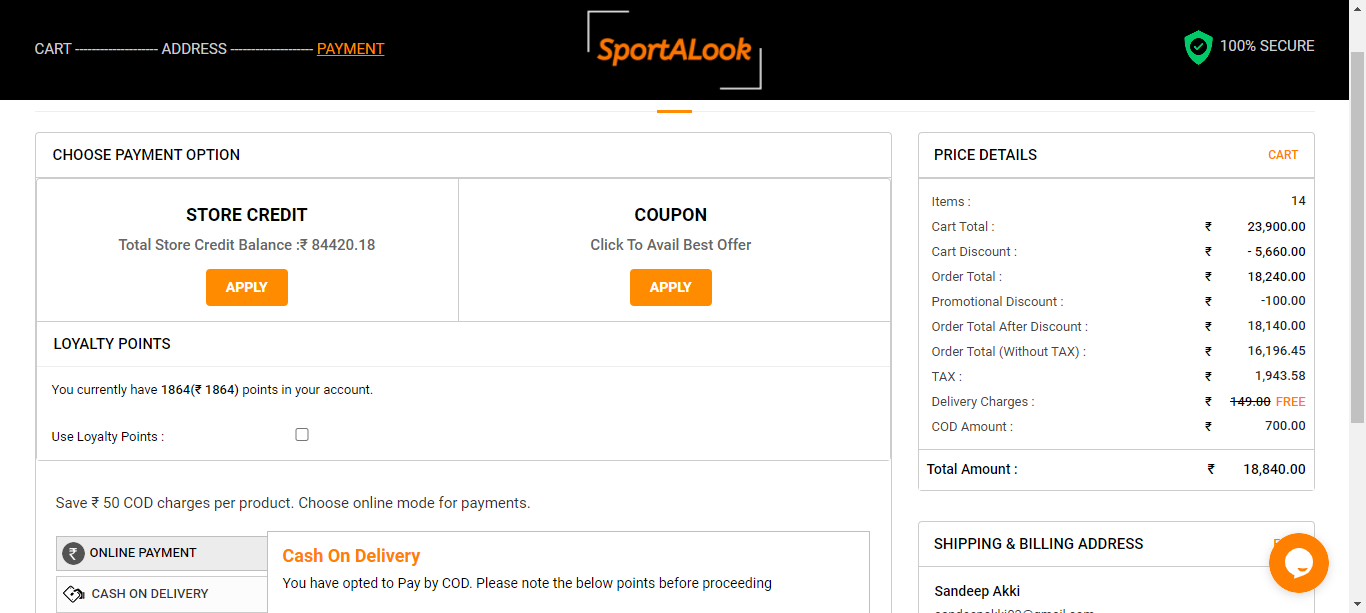 CART ------------------- ADDRESS ------------------- PAYMENT
SportALook
100% SECURE
CHOOSE PAYMENT OPTION
STORE CREDIT
Total Store Credit Balance :₹ 84420.18
APPLY
COUPON
Click To Avail Best Offer
APPLY
LOYALTY POINTS
You currently have 1864(₹ 1864) points in your account.
Use Loyalty Points :
Save ₹ 50 COD charges per product. Choose online mode for payments.
₹ ONLINE PAYMENT
CASH ON DELIVERY
Cash On Delivery
You have opted to Pay by COD. Please note the below points before proceeding
PRICE DETAILS CART
Items : 14
Cart Total : ₹ 23,900.00
Cart Discount : ₹ - 5,660.00
Order Total : ₹ 18,240.00
Promotional Discount : ₹ -100.00
Order Total After Discount : ₹ 18,140.00
Order Total (Without TAX) : ₹ 16,196.45
TAX : ₹ 1,943.58
Delivery Charges : ₹ 149.00 FREE
COD Amount : ₹ 700.00
Total Amount : ₹ 18,840.00
SHIPPING & BILLING ADDRESS
Sandeep Akki